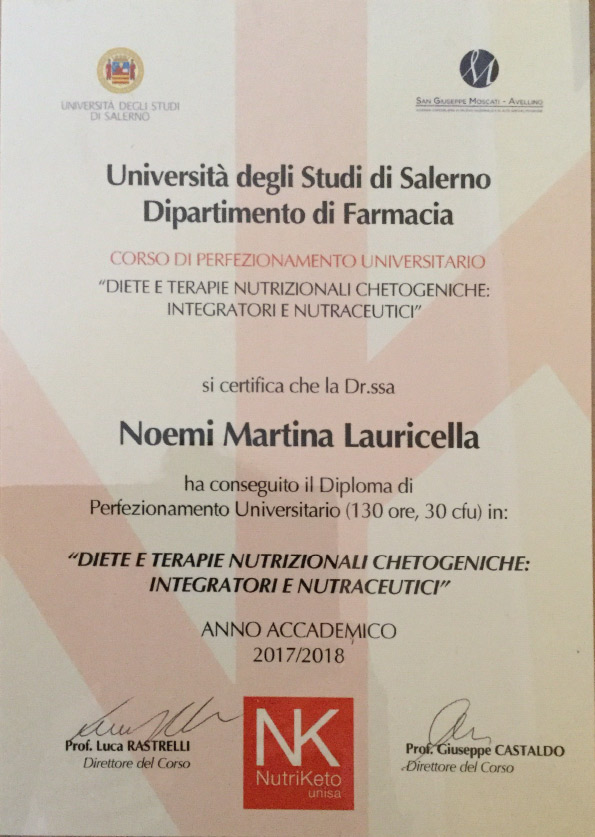 UNIVERSITÀ DEGLI STUDI
DI SALERNO
SAN GIUSEPPE MOSCATI - AVELLINO
Università degli Studi di Salerno
Dipartimento di Farmacia
CORSO DI PERFEZIONAMENTO UNIVERSITARIO
“DIETE E TERAPIE NUTRIZIONALI CHETOGENICHE:
INTEGRATORI E NUTRACEUTICI”
si certifica che la Dr.ssa
Noemi Martina Lauricella
ha conseguito il Diploma di
Perfezionamento Universitario (130 ore, 30 cfu) in:
“DIETE E TERAPIE NUTRIZIONALI CHETOGENICHE:
INTEGRATORI E NUTRACEUTICI”
ANNO ACCADEMICO
2017/2018
Prof. Luca RASTRELLI
Direttore del Corso
NK
NutriKeto
unisa
Prof. Giuseppe CASTALDO
Direttore del Corso